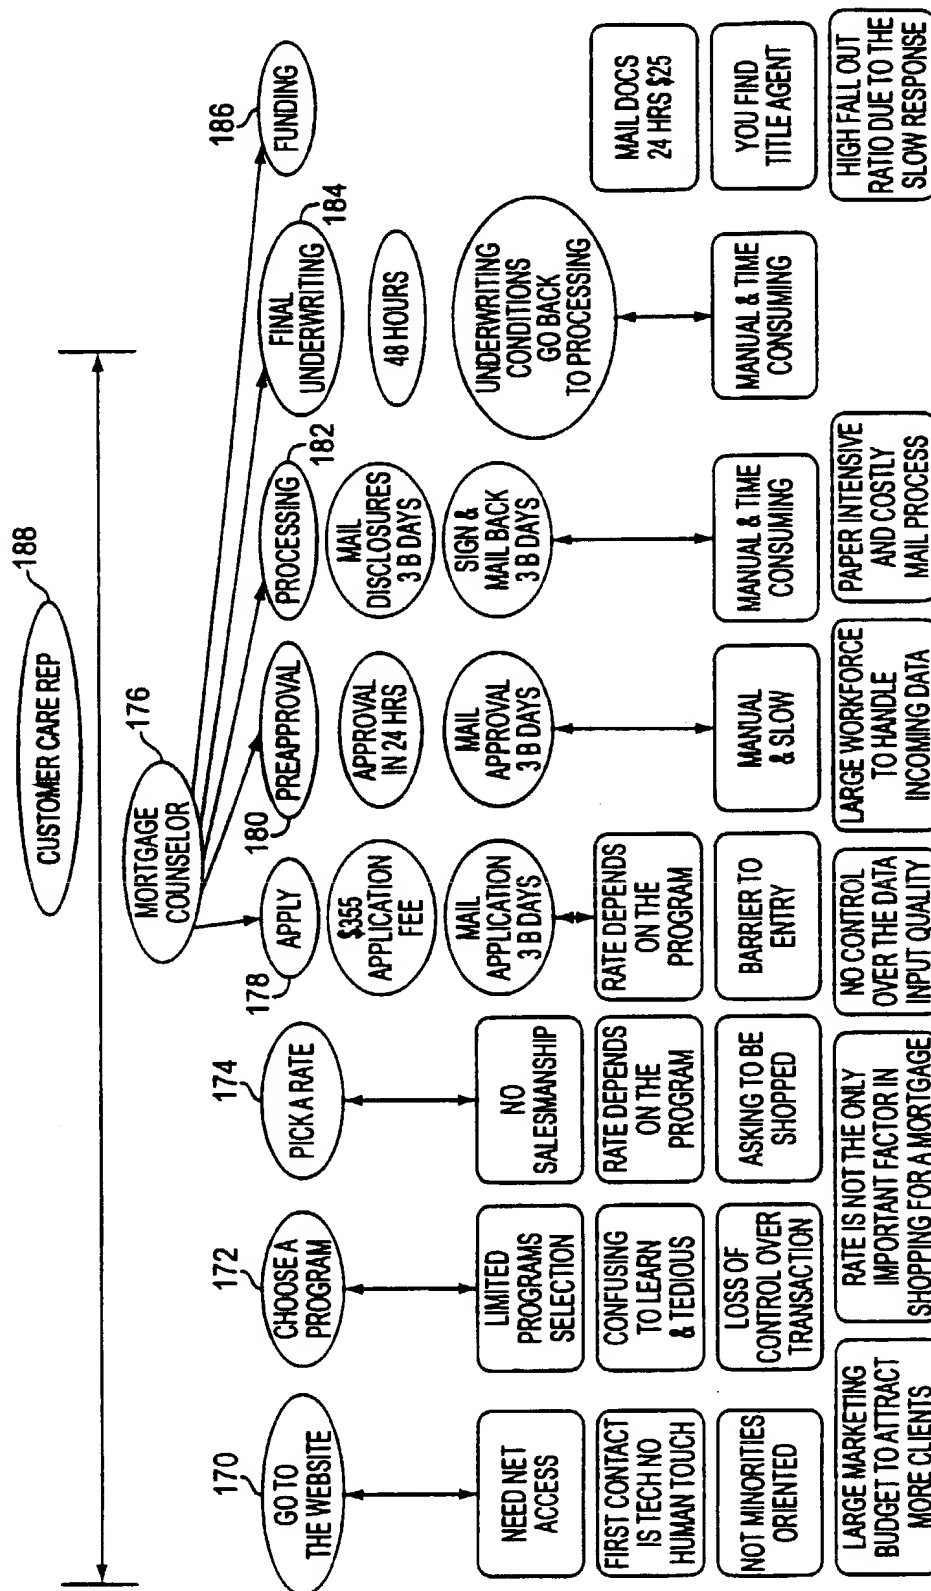 188
CUSTOMER CARE REP
176
MORTGAGE
COUNSELOR
170
GO TO
THE WEBSITE
172
CHOOSE A
PROGRAM
174
PICK A RATE
178
APPLY
180
PREAPPROVAL
182
PROCESSING
184
FINAL
UNDERWRITING
186
FUNDING
$355
APPLICATION
FEE
APPROVAL
IN 24 HRS
MAIL
DISCLOSURES
3 B DAYS
48 HOURS
MAIL
APPLICATION
3 B DAYS
MAIL
APPROVAL
3 B DAYS
SIGN &
MAIL BACK
3 B DAYS
UNDERWRITING
CONDITIONS
GO BACK
TO PROCESSING
NEED NET
ACCESS
LIMITED
PROGRAMS
SELECTION
NO
SALESMANSHIP
FIRST CONTACT
IS TECH NO
HUMAN TOUCH
CONFUSING
TO LEARN
& TEDIOUS
RATE DEPENDS
ON THE
PROGRAM
RATE DEPENDS
ON THE
PROGRAM
MAIL DOCS
24 HRS $25
NOT MINORITIES
ORIENTED
LOSS OF
CONTROL OVER
TRANSACTION
ASKING TO BE
SHOPPED
BARRIER TO
ENTRY
MANUAL
& SLOW
MANUAL & TIME
CONSUMING
MANUAL & TIME
CONSUMING
YOU FIND
TITLE AGENT
LARGE MARKETING
BUDGET TO ATTRACT
MORE CLIENTS
RATE IS NOT THE ONLY
IMPORTANT FACTOR IN
SHOPPING FOR A MORTGAGE
NO CONTROL
OVER THE DATA
INPUT QUALITY
LARGE WORKFORCE
TO HANDLE
INCOMING DATA
PAPER INTENSIVE
AND COSTLY
MAIL PROCESS
HIGH FALL OUT
RATIO DUE TO THE
SLOW RESPONSE